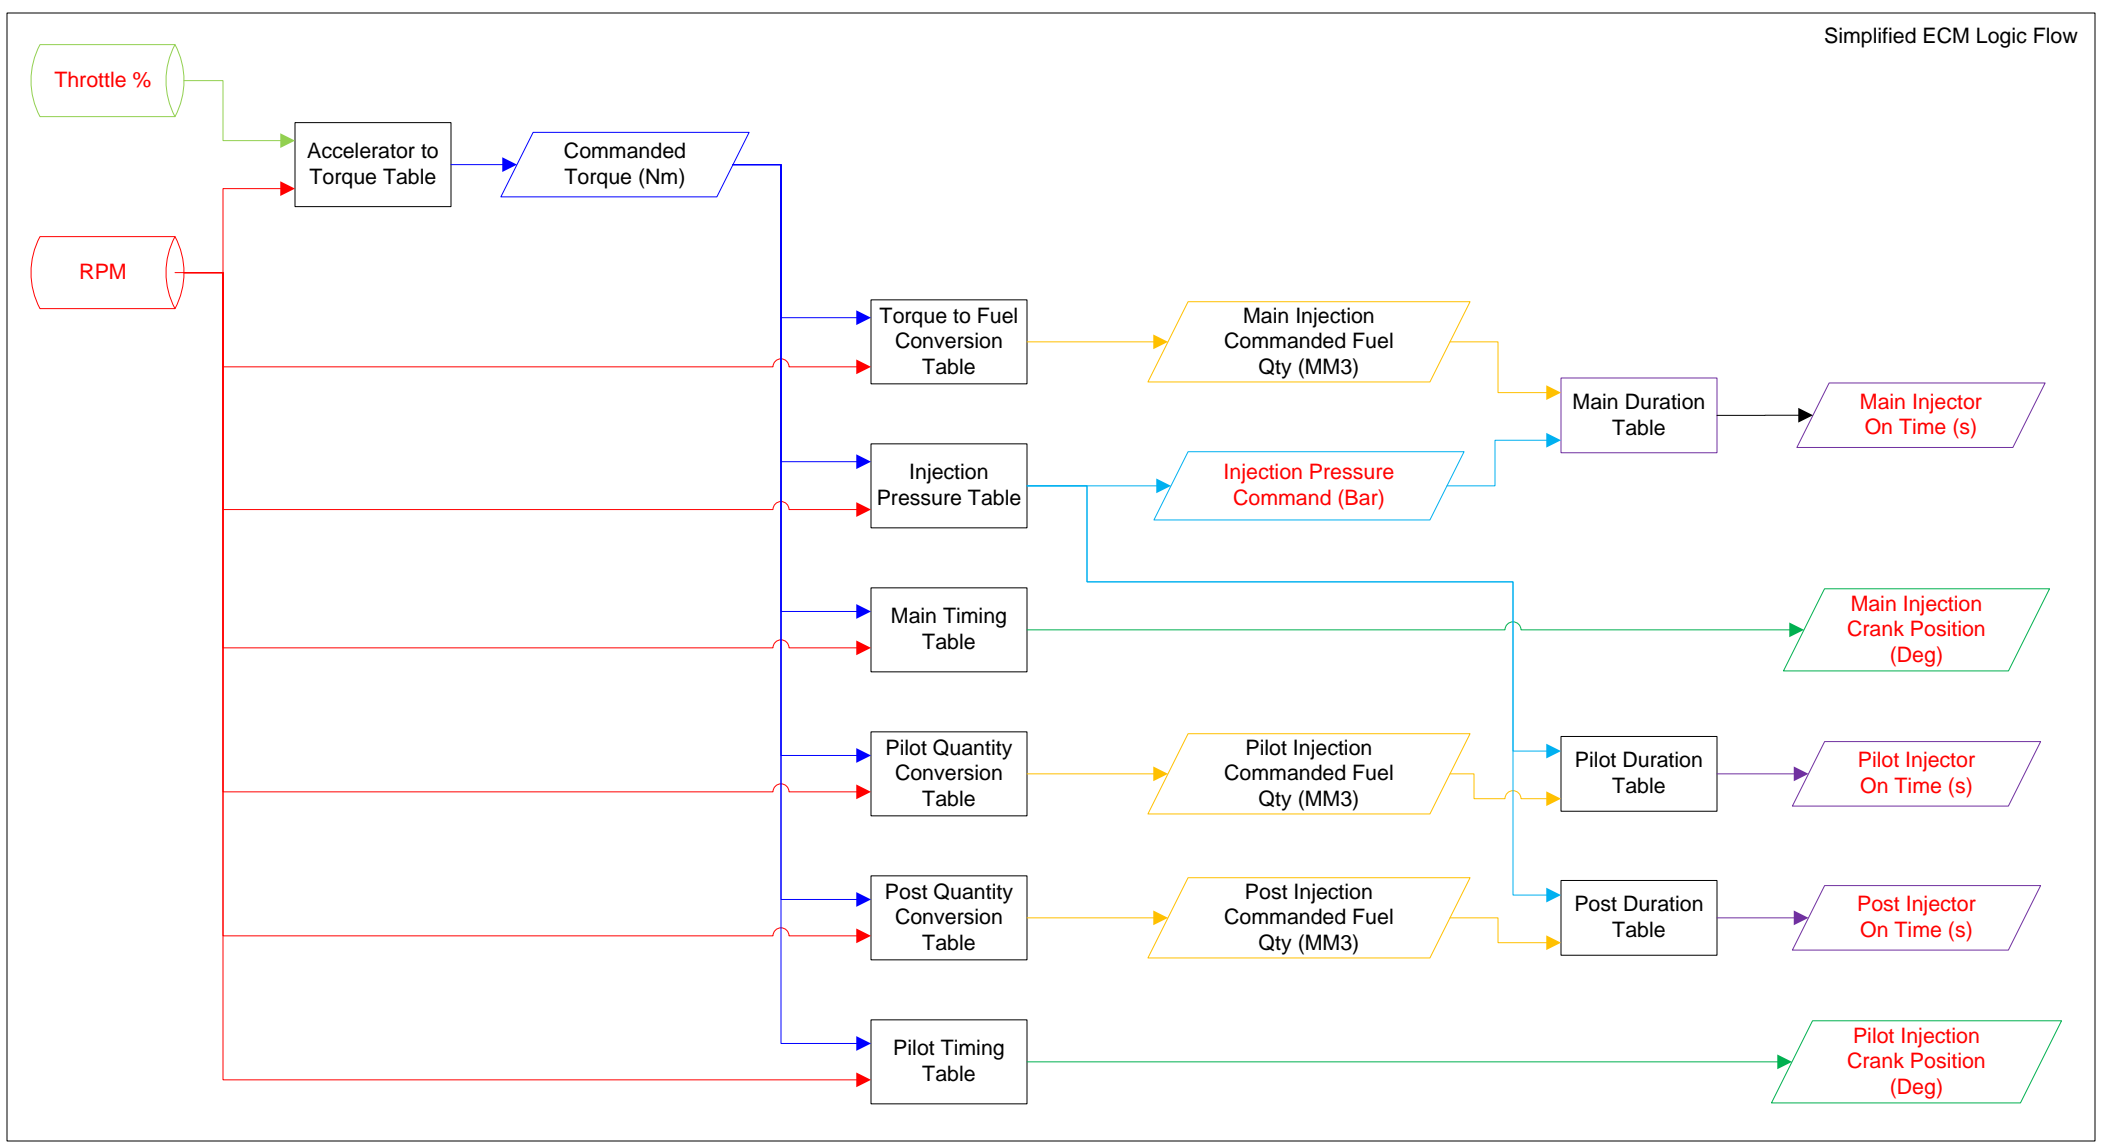 Simplified ECM Logic Flow
Throttle %
Accelerator to
Torque Table
Commanded
Torque (Nm)
RPM
Torque to Fuel
Conversion
Table
Main Injection
Commanded Fuel
Qty (MM3)
Main Duration
Table
Main Injector
On Time (s)
Injection
Pressure Table
Injection Pressure
Command (Bar)
Main Timing
Table
Main Injection
Crank Position
(Deg)
Pilot Quantity
Conversion
Table
Pilot Injection
Commanded Fuel
Qty (MM3)
Pilot Duration
Table
Pilot Injector
On Time (s)
Post Quantity
Conversion
Table
Post Injection
Commanded Fuel
Qty (MM3)
Post Duration
Table
Post Injector
On Time (s)
Pilot Timing
Table
Pilot Injection
Crank Position
(Deg)